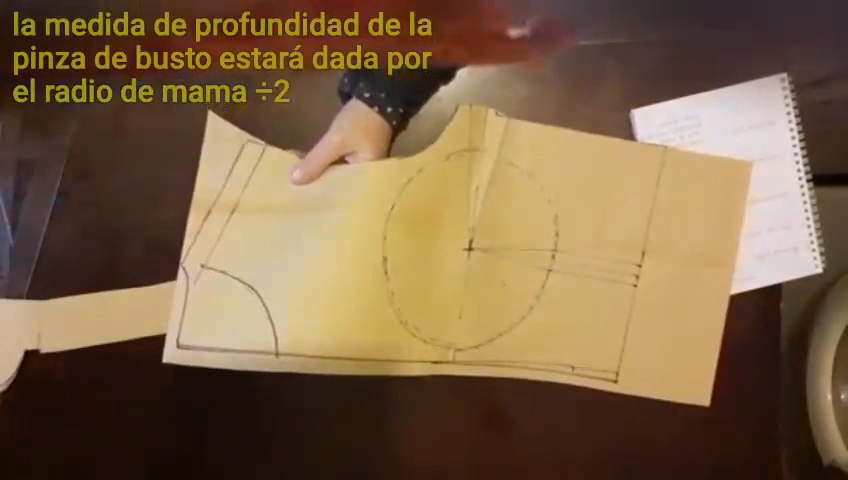 la medida de profundidad de la
pinza de busto estará dada por
el radio de mama ÷2